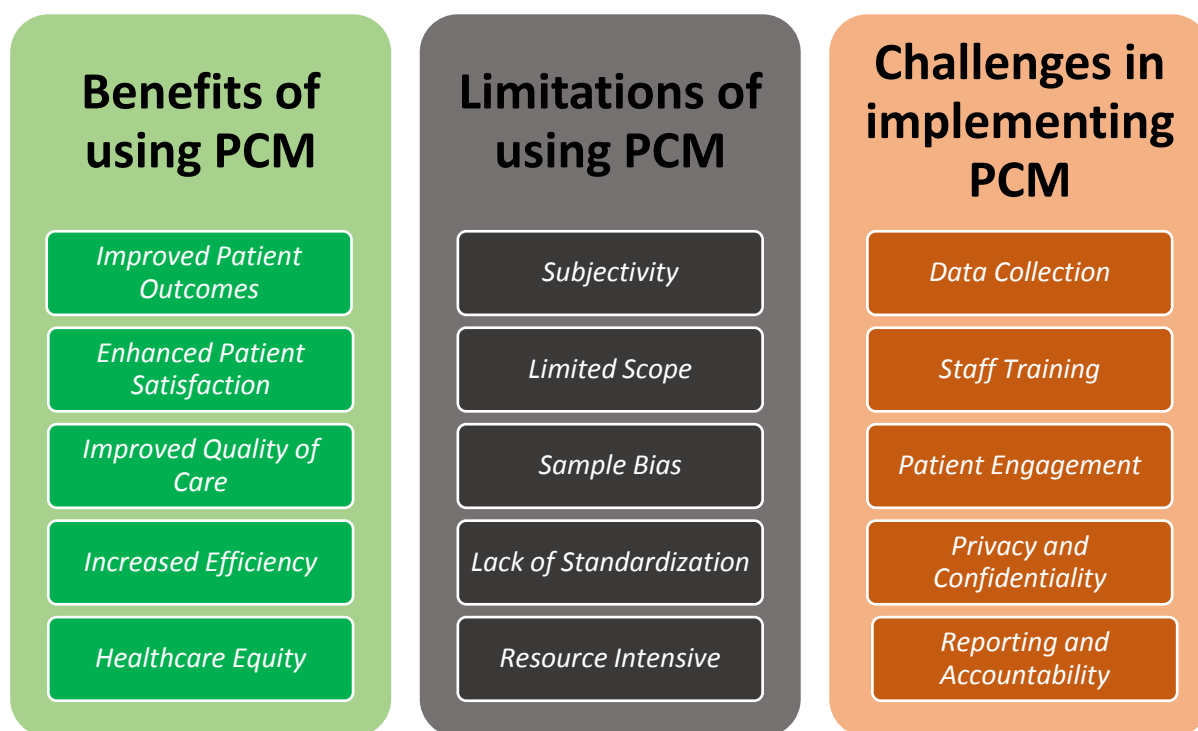 Benefits of
using PCM
Improved Patient
Outcomes
Enhanced Patient
Satisfaction
Improved Quality of
Care
Increased Efficiency
Healthcare Equity
Limitations of
using PCM
Subjectivity
Limited Scope
Sample Bias
Lack of Standardization
Resource Intensive
Challenges in
implementing
PCM
Data Collection
Staff Training
Patient Engagement
Privacy and
Confidentiality
Reporting and
Accountability